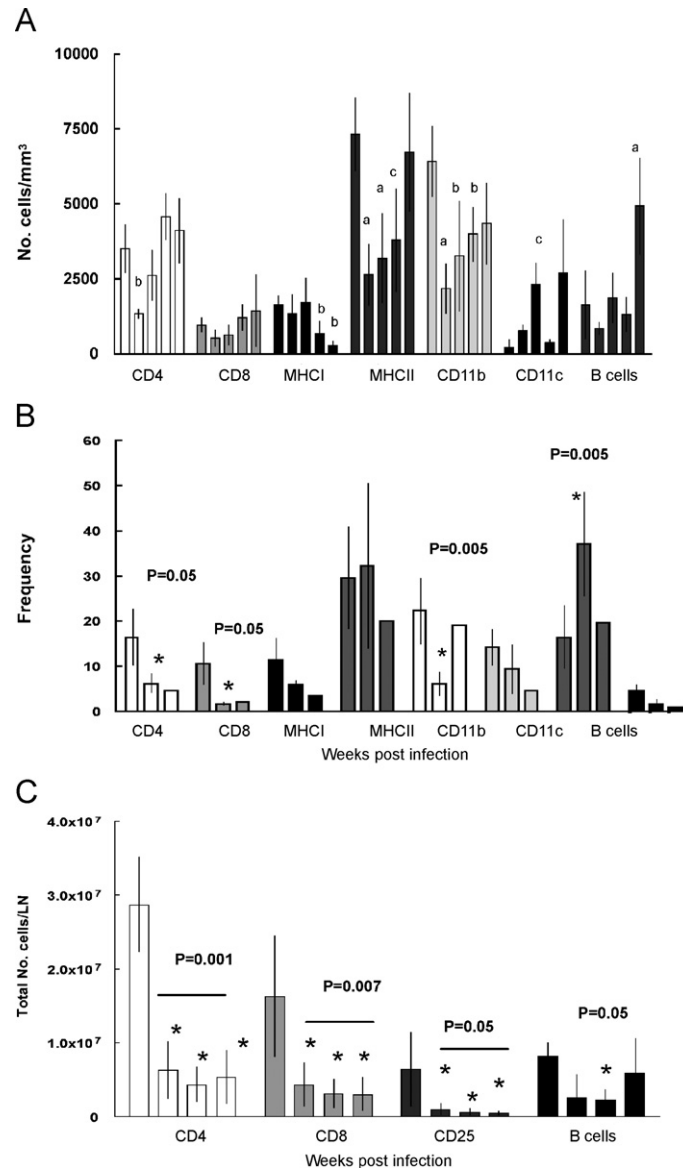 A
No. cells/mm³
10000
7500
5000
2500
0
b
b
b
a
a
c
a
b
b
c
a
CD4 CD8 MHCI MHCII CD11b CD11c B cells
B
Frequency
60
50
40
30
20
10
0
P=0.005
*
P=0.05
P=0.005
P=0.05
*
*
*
CD4 CD8 MHCI MHCII CD11b CD11c B cells
Weeks post infection
C
Total No. cells/LN
4.0x10⁷
3.0x10⁷
2.0x10⁷
1.0x10⁷
0
P=0.001
P=0.007
P=0.05
P=0.05
* * *
* * *
* * *
*
CD4 CD8 CD25 B cells
Weeks post infection